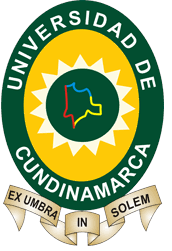 UNIVERSIDAD DE
CUNDINAMARCA
EX UMBRA
IN
SOLEM